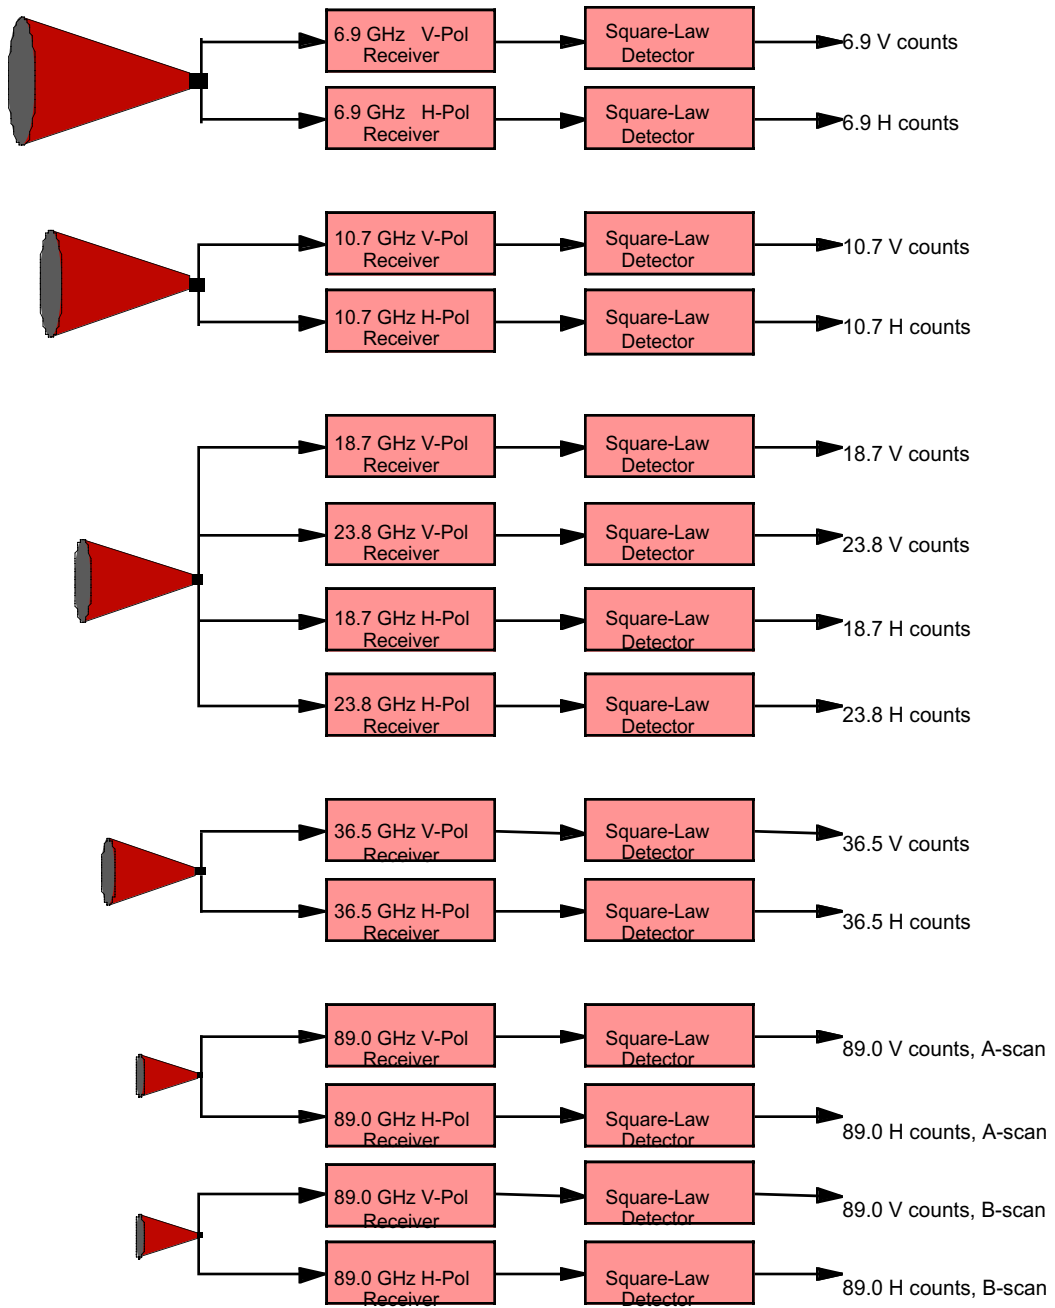 6.9 GHz   V-Pol
Receiver
Square-Law
Detector
6.9 V counts
6.9 GHz   H-Pol
Receiver
Square-Law
Detector
6.9 H counts
10.7 GHz V-Pol
Receiver
Square-Law
Detector
10.7 V counts
10.7 GHz H-Pol
Receiver
Square-Law
Detector
10.7 H counts
18.7 GHz V-Pol
Receiver
Square-Law
Detector
18.7 V counts
23.8 GHz V-Pol
Receiver
Square-Law
Detector
23.8 V counts
18.7 GHz H-Pol
Receiver
Square-Law
Detector
18.7 H counts
23.8 GHz H-Pol
Receiver
Square-Law
Detector
23.8 H counts
36.5 GHz V-Pol
Receiver
Square-Law
Detector
36.5 V counts
36.5 GHz H-Pol
Receiver
Square-Law
Detector
36.5 H counts
89.0 GHz V-Pol
Receiver
Square-Law
Detector
89.0 V counts, A-scan
89.0 GHz H-Pol
Receiver
Square-Law
Detector
89.0 H counts, A-scan
89.0 GHz V-Pol
Receiver
Square-Law
Detector
89.0 V counts, B-scan
89.0 GHz H-Pol
Receiver
Square-Law
Detector
89.0 H counts, B-scan